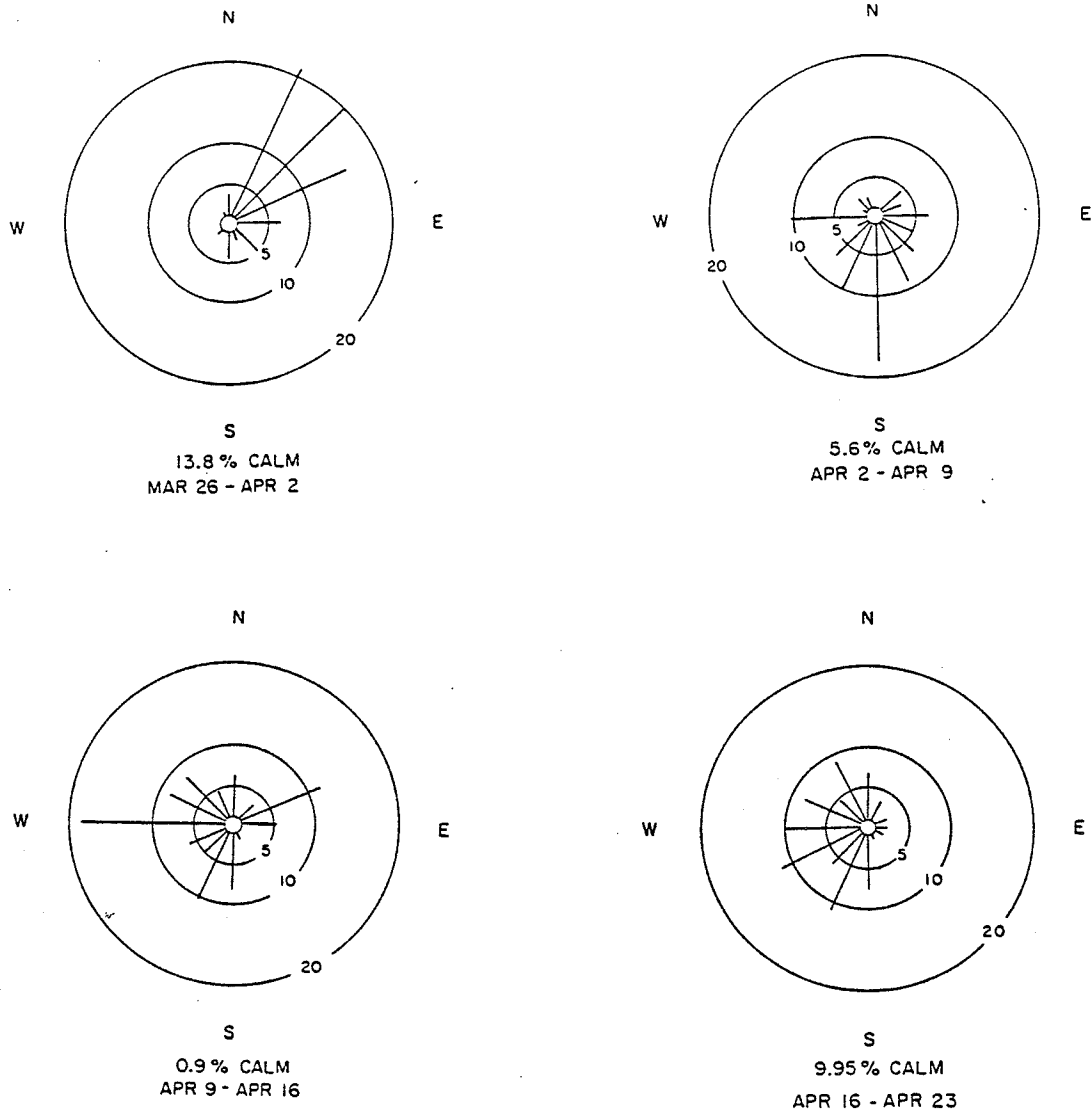 N
W
E
5
10
20
S
13.8 % CALM
MAR 26 - APR 2
N
E
5
10
20
S
5.6% CALM
APR 2 - APR 9
N
W
E
5
10
20
S
0.9 % CALM
APR 9 - APR 16
N
W
E
5
10
20
S
9.95 % CALM
APR 16 - APR 23